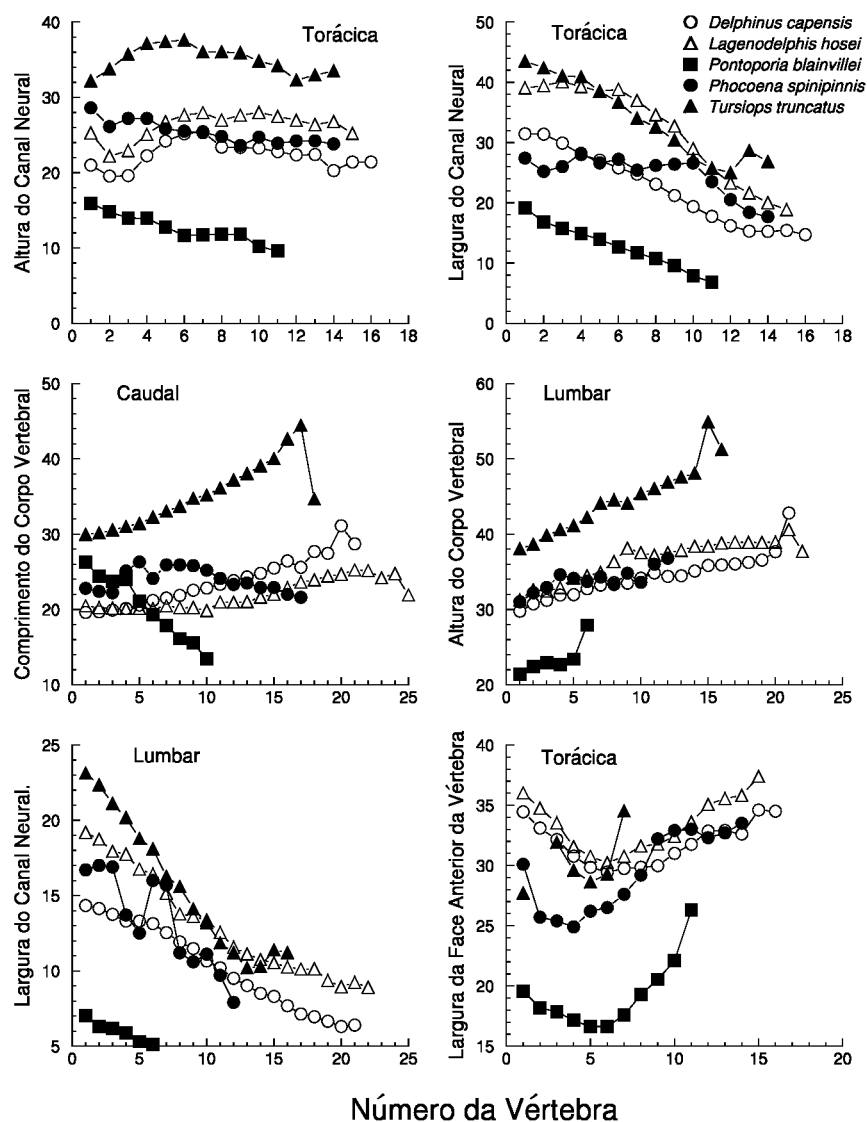 Torácica
Altura do Canal Neural
40
30
20
10
0
0 2 4 6 8 10 12 14 16 18
Torácica
Largura do Canal Neural
50
40
30
20
10
0
0 2 4 6 8 10 12 14 16 18
Delphinus capensis
Lagenodelphis hosei
Pontoporia blainvillei
Phocoena spinipinnis
Tursiops truncatus
Caudal
Comprimento do Corpo Vertebral
50
40
30
20
10
0 5 10 15 20 25
Lumbar
Altura do Corpo Vertebral
60
50
40
30
20
0 5 10 15 20 25
Lumbar
Largura do Canal Neural.
25
20
15
10
5
0 5 10 15 20 25
Torácica
Largura da Face Anterior da Vértebra
40
35
30
25
20
15
0 5 10 15 20
Número da Vértebra